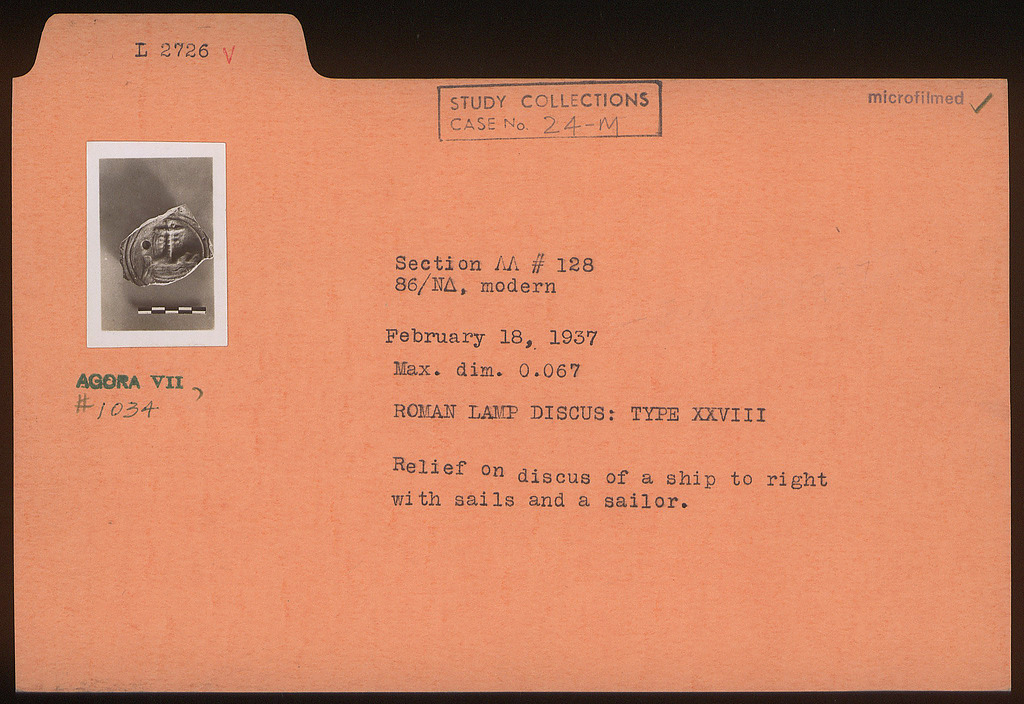 L 2726 V
STUDY COLLECTIONS
CASE No. 24-M
microfilmed ✓
Section ΛΛ # 128
86/ΝΔ, modern
February 18, 1937
Max. dim. 0.067
AGORA VII,
#1034
ROMAN LAMP DISCUS: TYPE XXVIII
Relief on discus of a ship to right
with sails and a sailor.